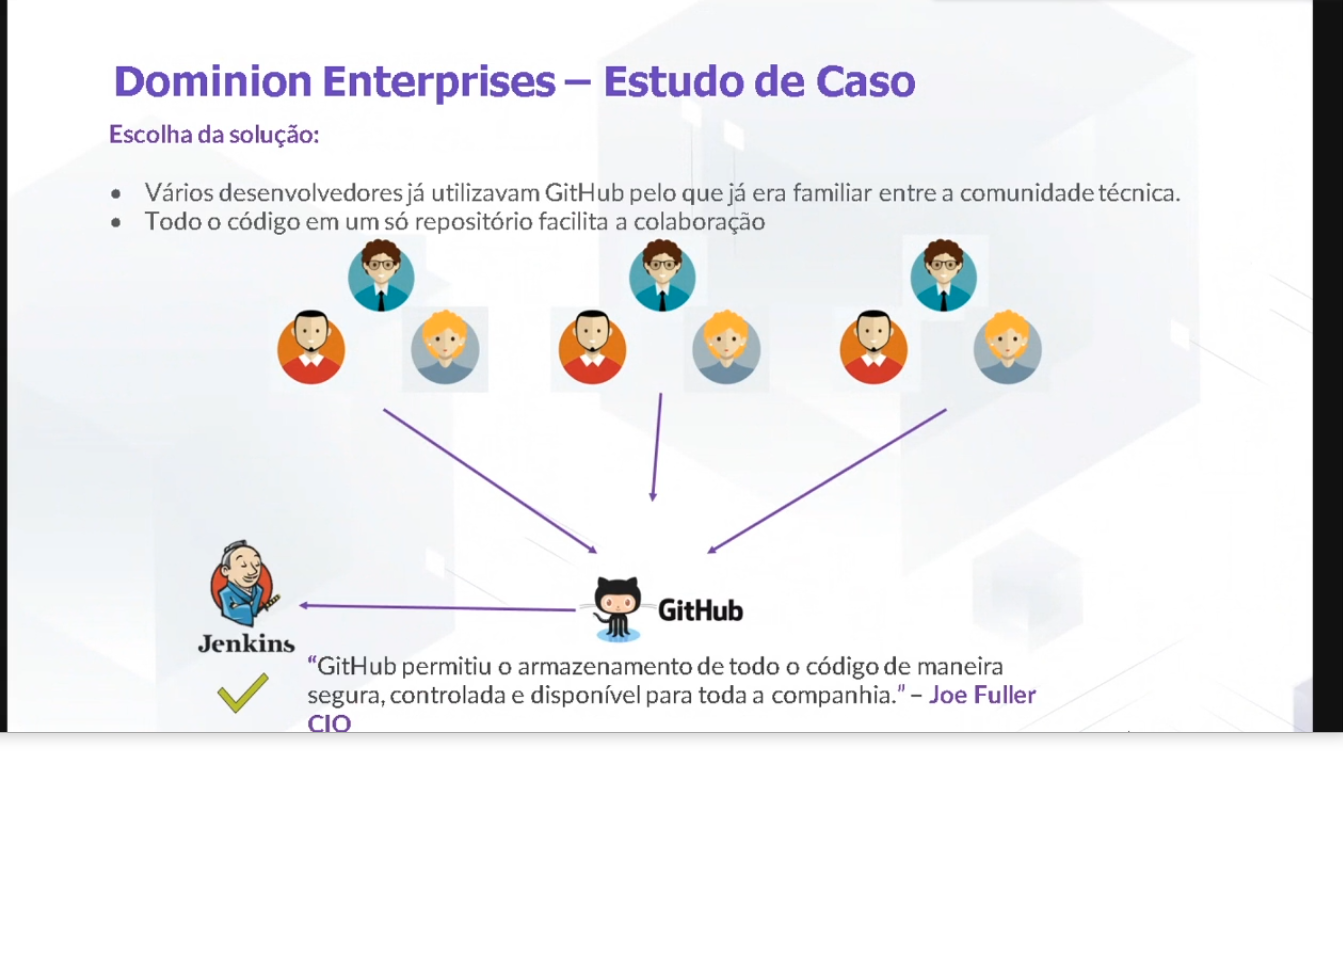 Dominion Enterprises – Estudo de Caso
Escolha da solução:
• Vários desenvolvedores já utilizavam GitHub pelo que já era familiar entre a comunidade técnica.
• Todo o código em um só repositório facilita a colaboração
GitHub
Jenkins
“GitHub permitiu o armazenamento de todo o código de maneira
segura, controlada e disponível para toda a companhia.” – Joe Fuller
CIO